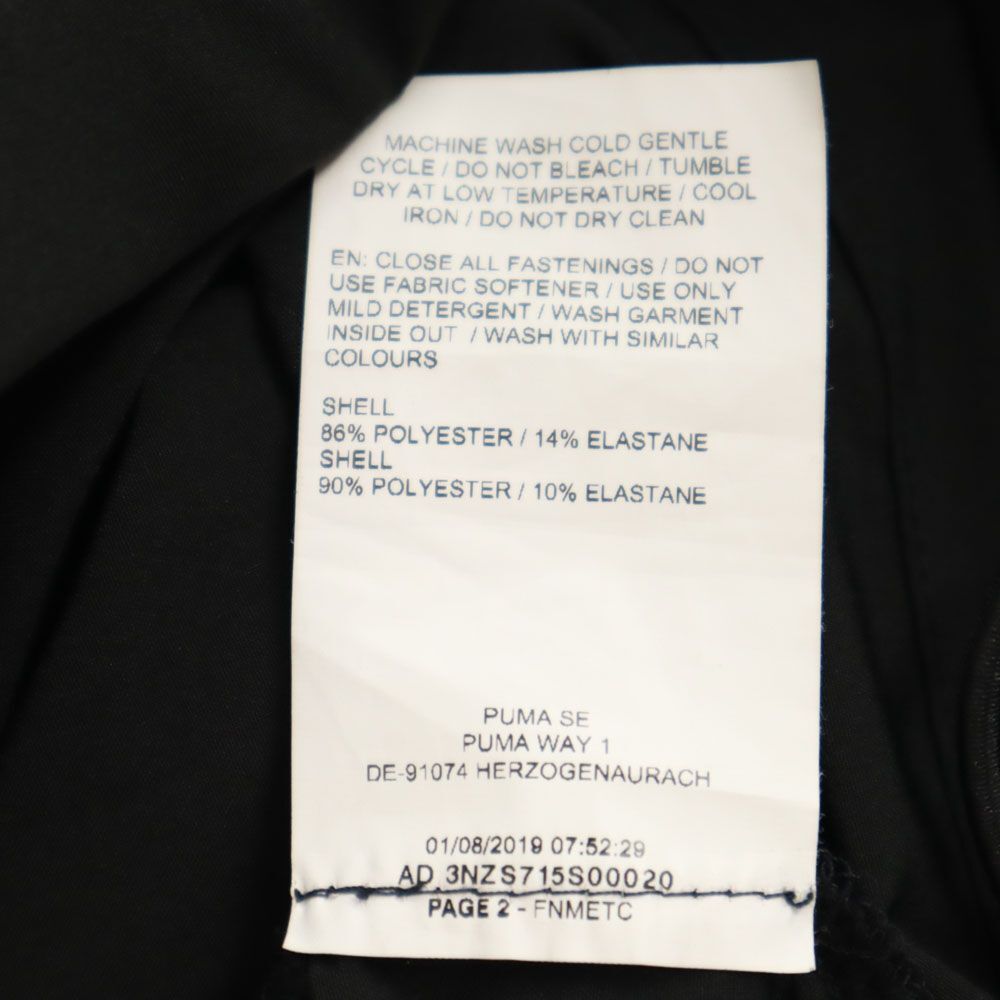 MACHINE WASH COLD GENTLE
CYCLE / DO NOT BLEACH / TUMBLE
DRY AT LOW TEMPERATURE / COOL
IRON / DO NOT DRY CLEAN
EN: CLOSE ALL FASTENINGS / DO NOT
USE FABRIC SOFTENER / USE ONLY
MILD DETERGENT / WASH GARMENT
INSIDE OUT / WASH WITH SIMILAR
COLOURS
SHELL
86% POLYESTER / 14% ELASTANE
SHELL
90% POLYESTER / 10% ELASTANE
PUMA SE
PUMA WAY 1
DE-91074 HERZOGENAURACH
01/08/2019 07:52:29
AD 3NZS715S00020
PAGE 2 - FNMETC